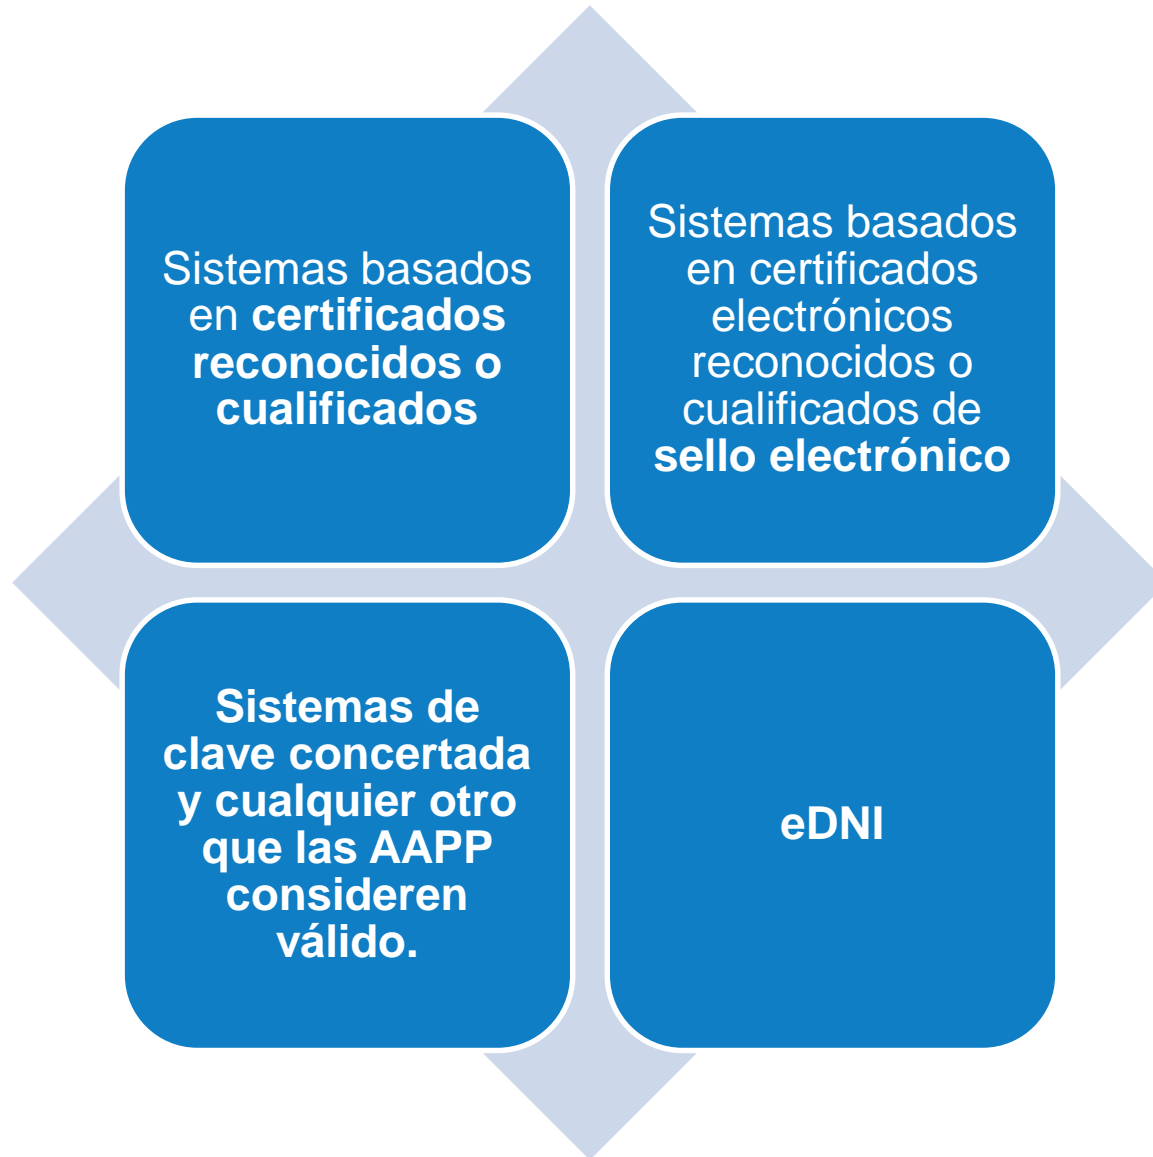 Sistemas basados
en certificados
reconocidos o
cualificados
Sistemas basados
en certificados
electrónicos
reconocidos o
cualificados de
sello electrónico
Sistemas de
clave concertada
y cualquier otro
que las AAPP
consideren
válido.
eDNI